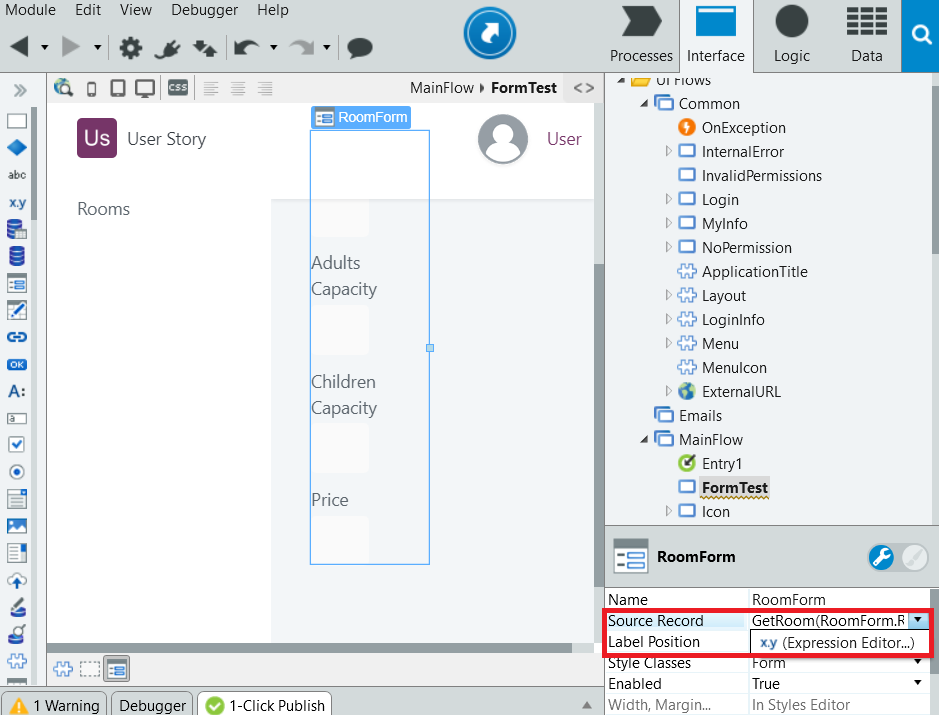 Module Edit View Debugger Help
Processes Interface Logic Data
CSS MainFlow FormTest <>
RoomForm
Us User Story User
Rooms
Adults
Capacity
Children
Capacity
Price
abc
x.y
OK
A:
a
UI Flows
Common
OnException
InternalError
InvalidPermissions
Login
MyInfo
NoPermission
ApplicationTitle
Layout
LoginInfo
Menu
MenuIcon
ExternalURL
Emails
MainFlow
Entry1
FormTest
Icon
RoomForm
Name RoomForm
Source Record GetRoom(RoomForm.R
Label Position x.y (Expression Editor...)
Style Classes Form
Enabled True
Width, Margin... In Styles Editor
1 Warning Debugger 1-Click Publish